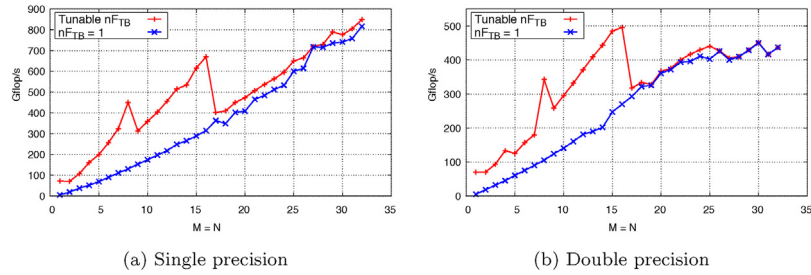 900
800
700
600
500
400
300
200
100
0
Gflop/s
Tunable nF_TB
nF_TB = 1
0 5 10 15 20 25 30 35
M = N
(a) Single precision
500
400
300
200
100
0
Gflop/s
Tunable nF_TB
nF_TB = 1
0 5 10 15 20 25 30 35
M = N
(b) Double precision